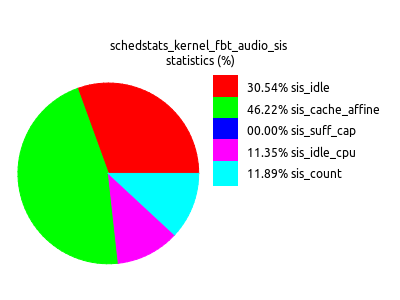 schedstats_kernel_fbt_audio_sis
statistics (%)
30.54% sis_idle
46.22% sis_cache_affine
00.00% sis_suff_cap
11.35% sis_idle_cpu
11.89% sis_count